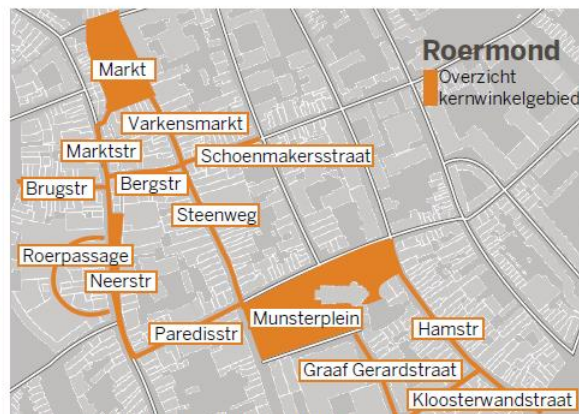 Roermond
Overzicht
kernwinkelgebied
Markt
Varkensmarkt
Marktstr
Schoenmakersstraat
Brugstr
Bergstr
Steenweg
Roerpassage
Neerstr
Paredisstr
Munsterplein
Hamstr
Graaf Gerardstraat
Kloosterwandstraat